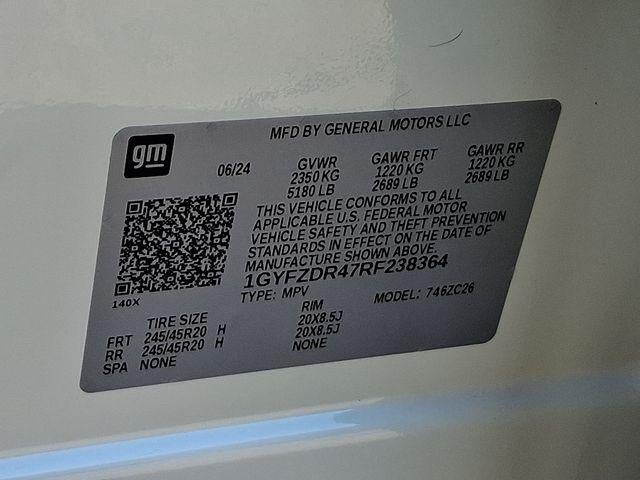 MFD BY GENERAL MOTORS LLC
gm
06/24
GVWR GAWR FRT GAWR RR
2350 KG 1220 KG 1220 KG
5180 LB 2689 LB 2689 LB
THIS VEHICLE CONFORMS TO ALL
APPLICABLE U.S. FEDERAL MOTOR
VEHICLE SAFETY AND THEFT PREVENTION
STANDARDS IN EFFECT ON THE DATE OF
MANUFACTURE SHOWN ABOVE.
1GYFZDR47RF238364
140X
TYPE: MPV MODEL: 746ZC26
TIRE SIZE RIM
FRT 245/45R20 H 20X8.5J
RR 245/45R20 H 20X8.5J
SPA NONE NONE